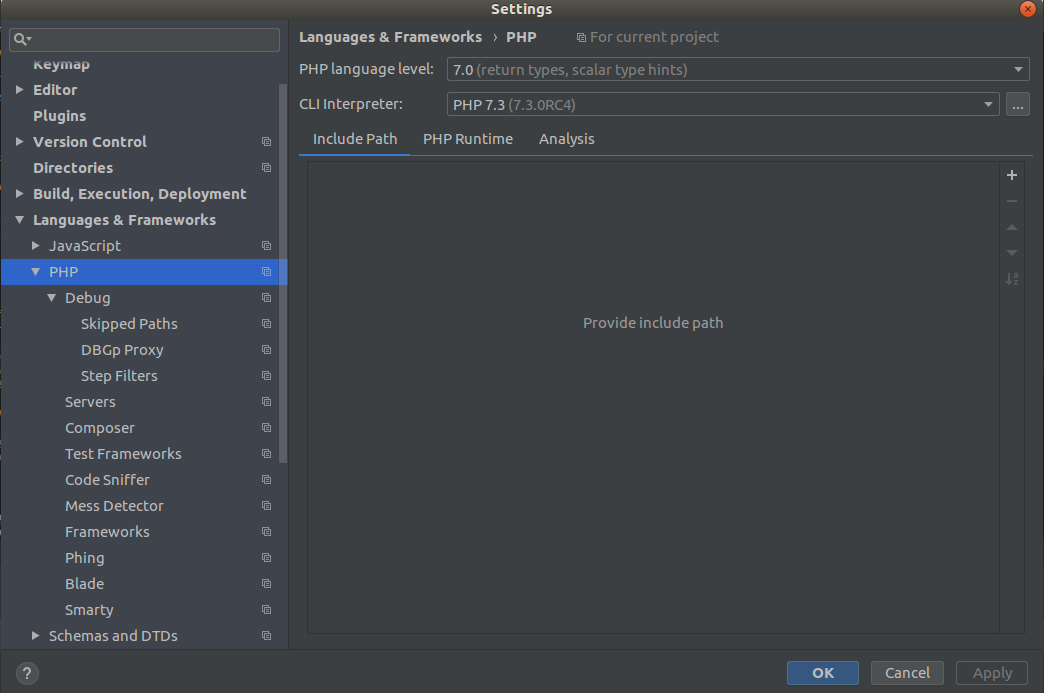 Settings
Keymap
Editor
Plugins
Version Control
Directories
Build, Execution, Deployment
Languages & Frameworks
JavaScript
PHP
Debug
Skipped Paths
DBGp Proxy
Step Filters
Servers
Composer
Test Frameworks
Code Sniffer
Mess Detector
Frameworks
Phing
Blade
Smarty
Schemas and DTDs
Languages & Frameworks › PHP For current project
PHP language level: 7.0 (return types, scalar type hints)
CLI Interpreter: PHP 7.3 (7.3.0RC4) ...
Include Path PHP Runtime Analysis
Provide include path
? OK Cancel Apply